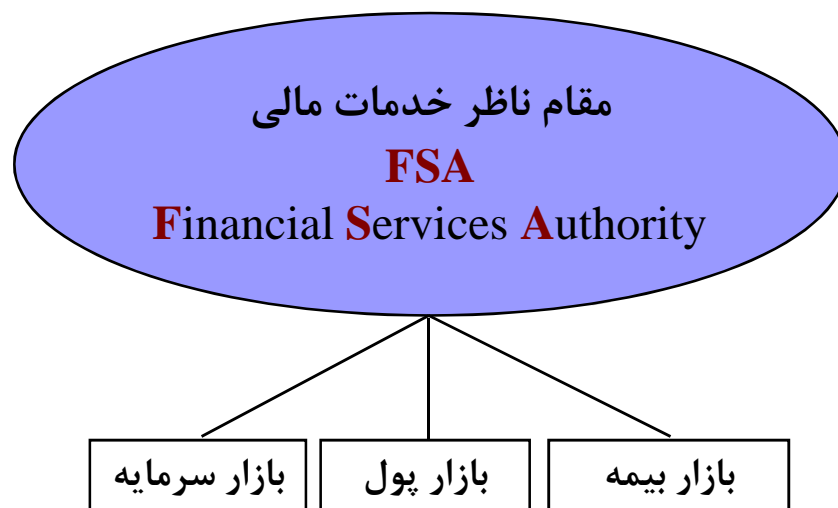 مقام ناظر خدمات مالی
FSA
Financial Services Authority
بازار بیمه
بازار پول
بازار سرمایه